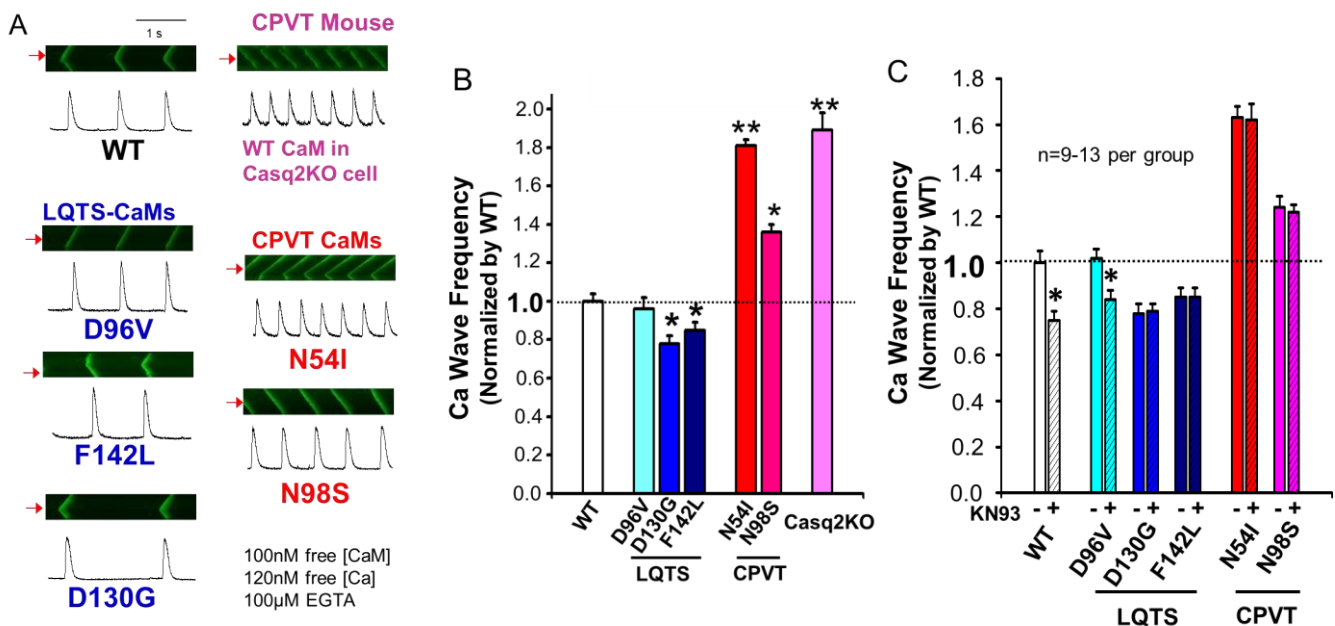 A
1 s
WT
CPVT Mouse
WT CaM in
Casq2KO cell
LQTS-CaMs
D96V
F142L
D130G
CPVT CaMs
N54I
N98S
100nM free [CaM]
120nM free [Ca]
100µM EGTA
B
Ca Wave Frequency
(Normalized by WT)
2.0
1.8
1.6
1.4
1.2
1.0
0.8
0.6
0.4
0.2
0.0
**
*
**
*
*
WT
D96V
D130G
F142L
N54I
N98S
Casq2KO
LQTS
CPVT
C
Ca Wave Frequency
(Normalized by WT)
1.8
1.6
1.4
1.2
1.0
0.8
0.6
0.4
0.2
0.0
n=9-13 per group
*
*
KN93 - + - + - + - + - + - +
WT
D96V
D130G
F142L
N54I
N98S
LQTS
CPVT